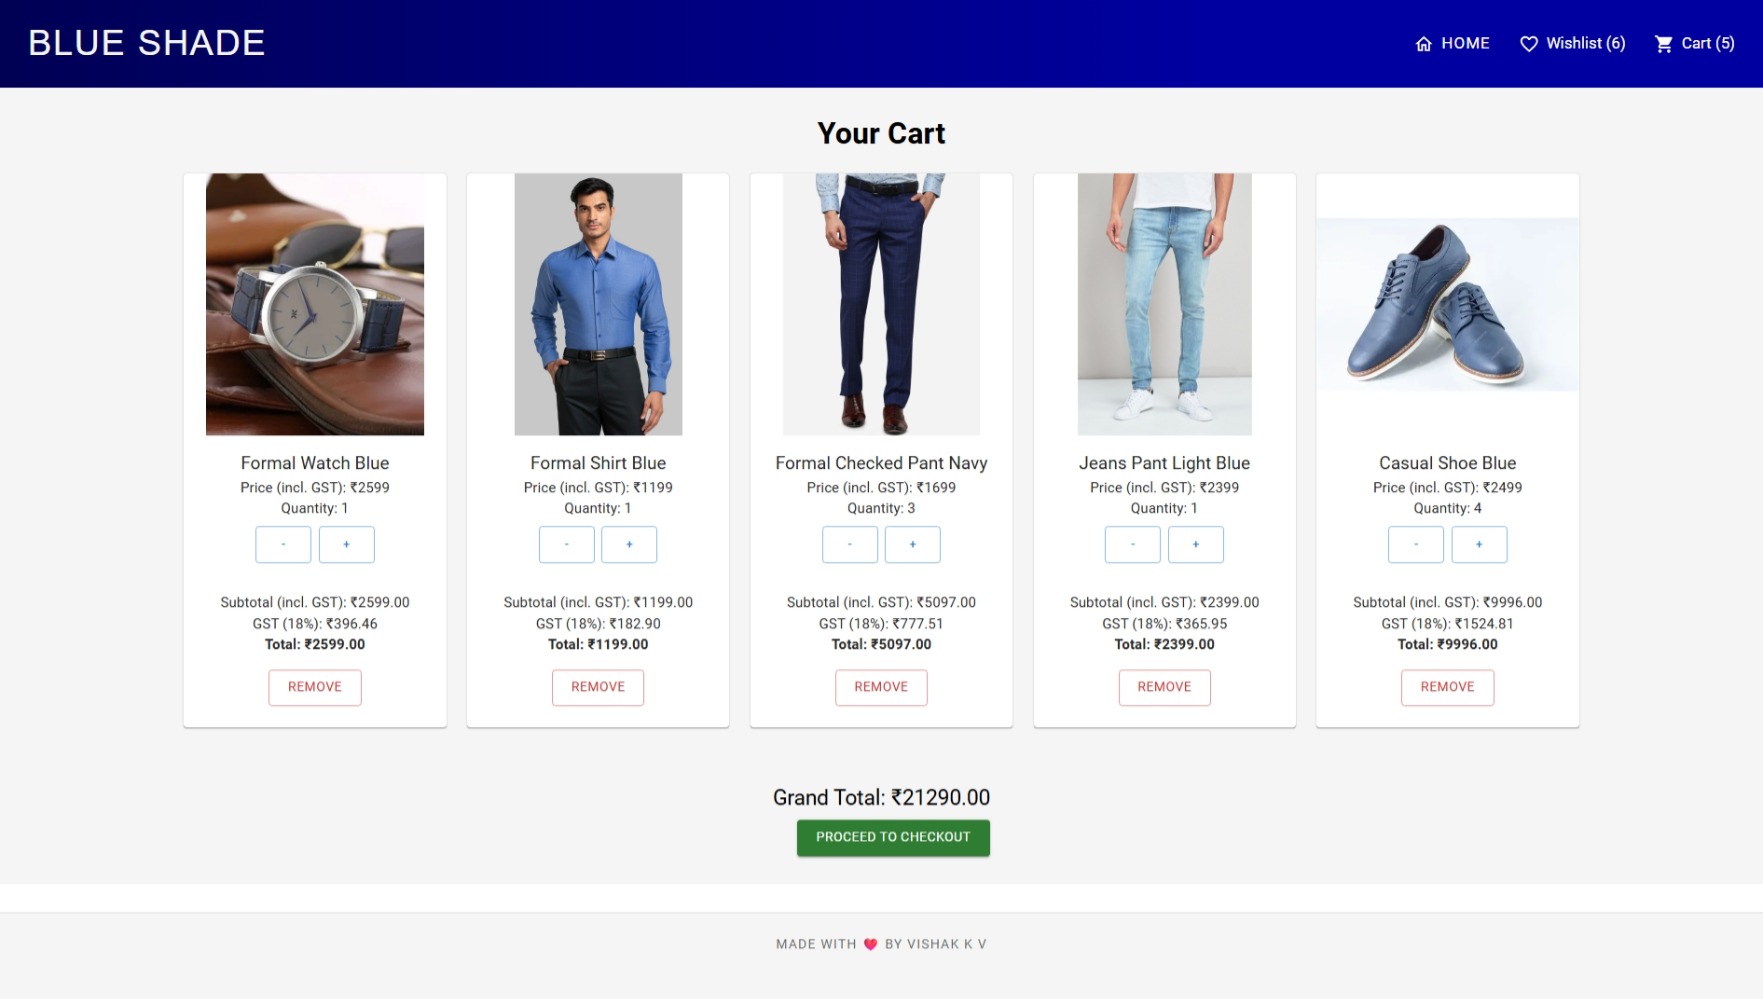 BLUE SHADE
HOME
Wishlist (6)
Cart (5)
Your Cart
Formal Watch Blue
Price (incl. GST): ₹2599
Quantity: 1
-
+
Subtotal (incl. GST): ₹2599.00
GST (18%): ₹396.46
Total: ₹2599.00
REMOVE
Formal Shirt Blue
Price (incl. GST): ₹1199
Quantity: 1
-
+
Subtotal (incl. GST): ₹1199.00
GST (18%): ₹182.90
Total: ₹1199.00
REMOVE
Formal Checked Pant Navy
Price (incl. GST): ₹1699
Quantity: 3
-
+
Subtotal (incl. GST): ₹5097.00
GST (18%): ₹777.51
Total: ₹5097.00
REMOVE
Jeans Pant Light Blue
Price (incl. GST): ₹2399
Quantity: 1
-
+
Subtotal (incl. GST): ₹2399.00
GST (18%): ₹365.95
Total: ₹2399.00
REMOVE
Casual Shoe Blue
Price (incl. GST): ₹2499
Quantity: 4
-
+
Subtotal (incl. GST): ₹9996.00
GST (18%): ₹1524.81
Total: ₹9996.00
REMOVE
Grand Total: ₹21290.00
PROCEED TO CHECKOUT
MADE WITH ❤️ BY VISHAK K V